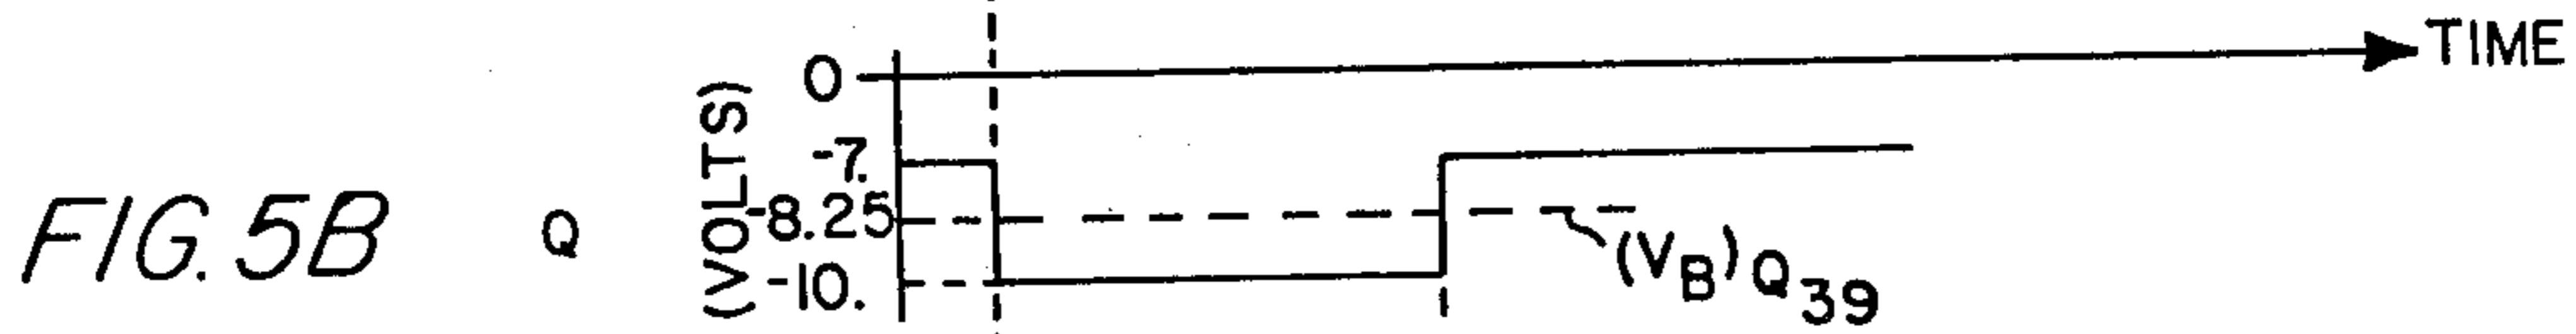 TIME
0
-7.
-8.25
-10.
(VOLTS)
FIG. 5B
Q
(VB)Q39